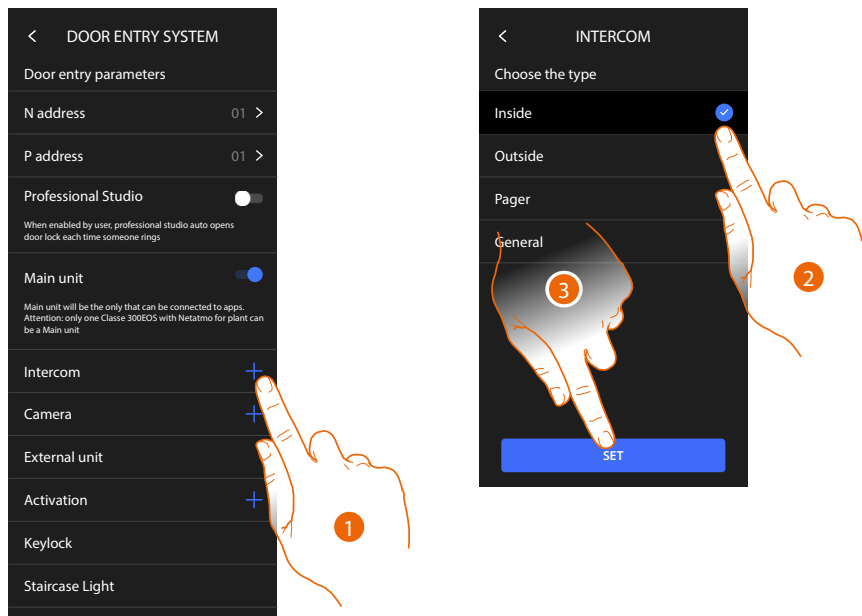 DOOR ENTRY SYSTEM
Door entry parameters
N address 01
P address 01
Professional Studio
When enabled by user, professional studio auto opens
door lock each time someone rings
Main unit
Main unit will be the only that can be connected to apps.
Attention: only one Classe 300EOS with Netatmo for plant can
be a Main unit
Intercom
Camera
External unit
Activation
Keylock
Staircase Light
1
INTERCOM
Choose the type
Inside
Outside
Pager
General
2
3
SET